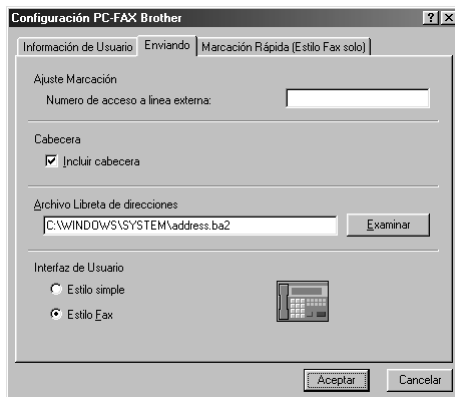 Configuración PC-FAX Brother
Información de Usuario Enviando Marcación Rápida (Estilo Fax solo)
Ajuste Marcación
Numero de acceso a linea externa:
Cabecera
Incluir cabecera
Archivo Libreta de direcciones
C:\WINDOWS\SYSTEM\address.ba2 Examinar
Interfaz de Usuario
Estilo simple
Estilo Fax
Aceptar Cancelar